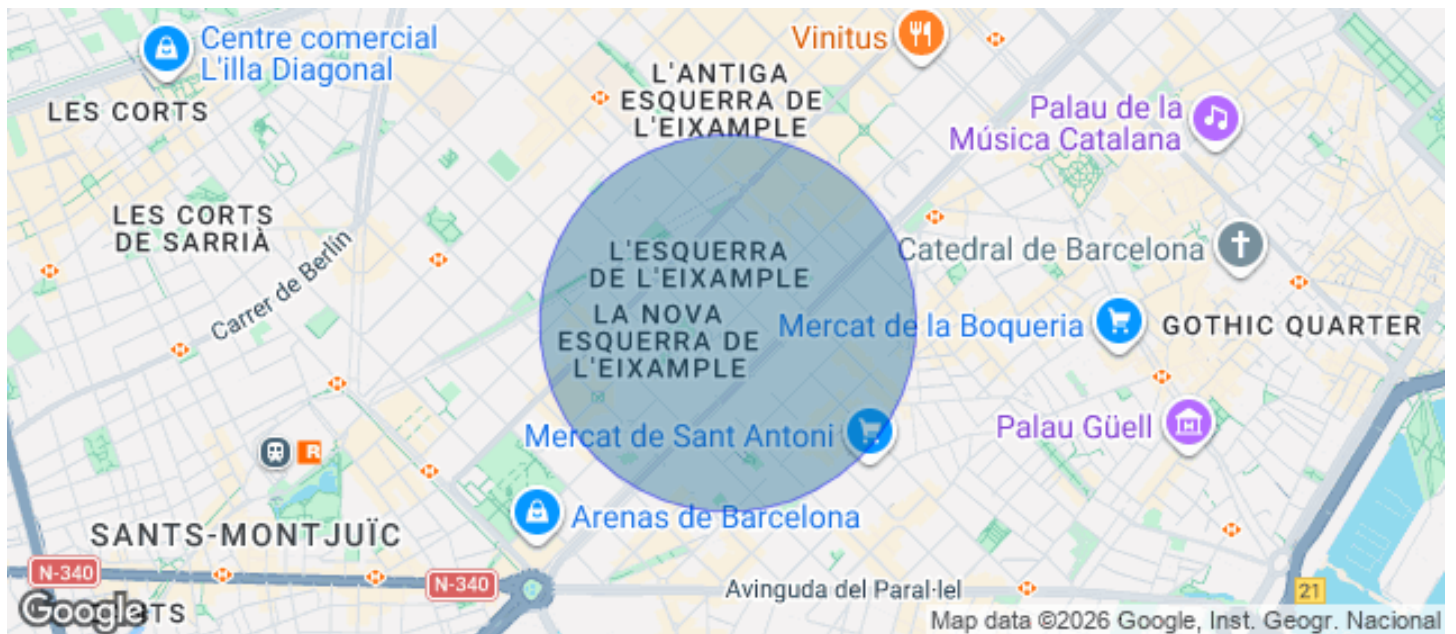 Centre comercial
L'illa Diagonal
Vinitus
L'ANTIGA
ESQUERRA DE
L'EIXAMPLE
LES CORTS
Palau de la
Música Catalana
LES CORTS
DE SARRIÀ
Carrer de Berlín
L'ESQUERRA
DE L'EIXAMPLE
Catedral de Barcelona
LA NOVA
ESQUERRA DE
L'EIXAMPLE
Mercat de la Boqueria
GOTHIC QUARTER
Mercat de Sant Antoni
Palau Güell
R
Arenas de Barcelona
SANTS-MONTJUÏC
N-340
N-340
Avinguda del Paral·lel
21
Google
RTS
Map data ©2026 Google, Inst. Geogr. Nacional